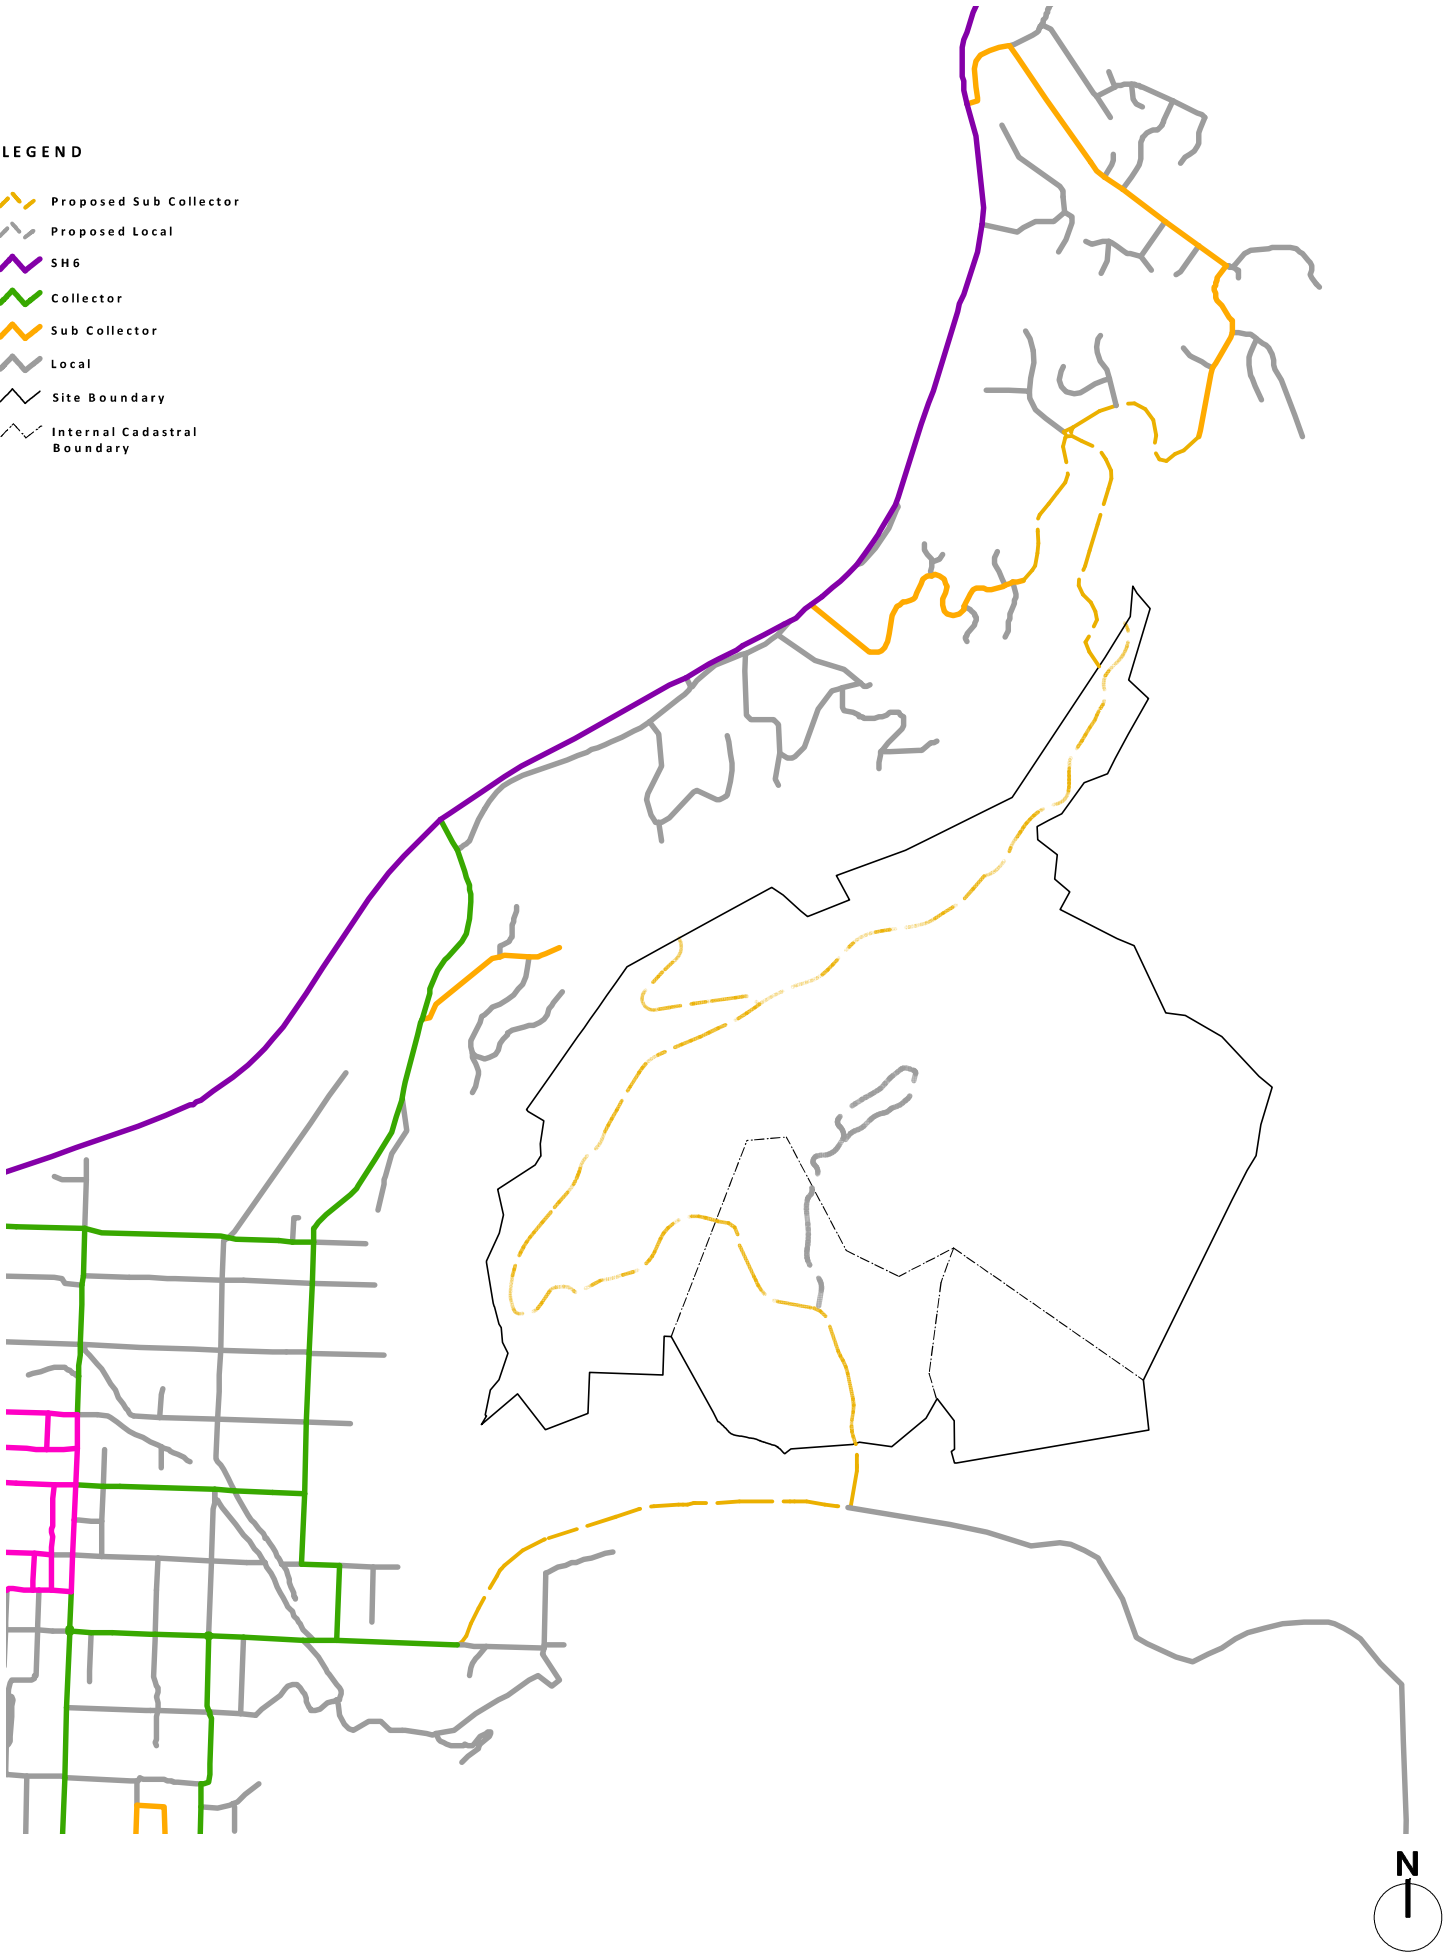 LEGEND
Proposed Sub Collector
Proposed Local
SH6
Collector
Sub Collector
Local
Site Boundary
Internal Cadastral
Boundary
N